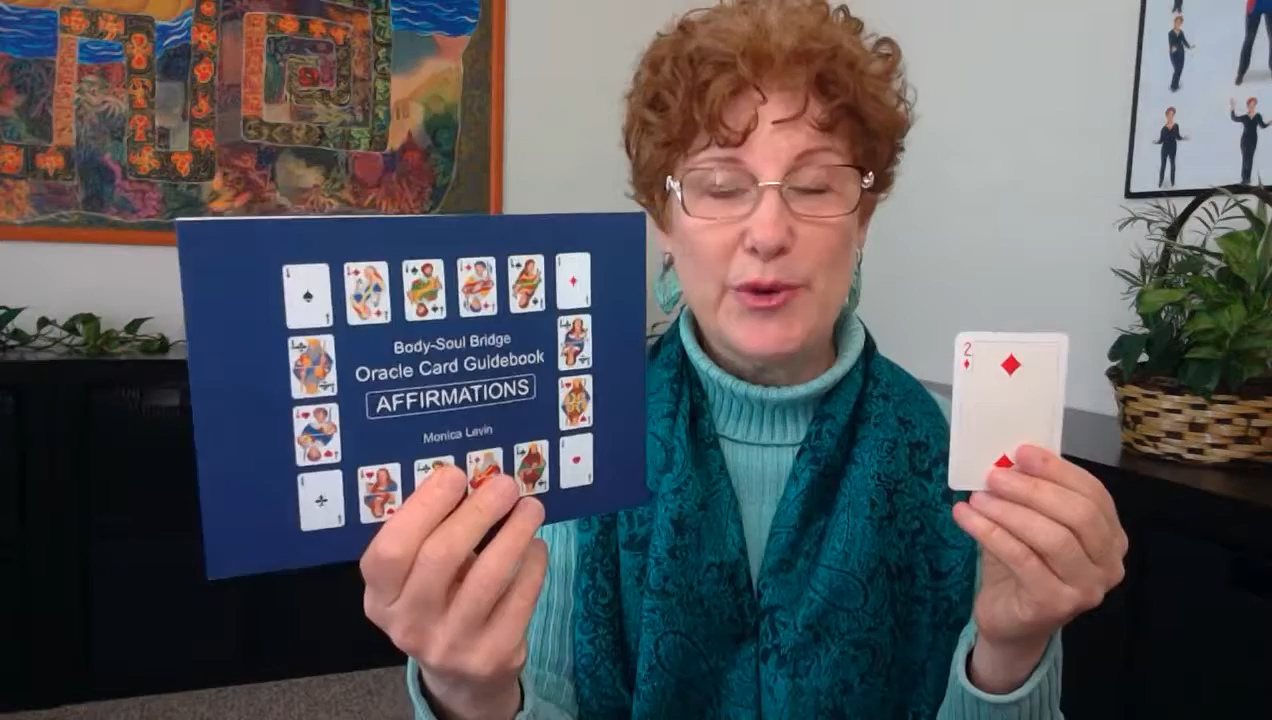 Body-Soul Bridge
Oracle Card Guidebook
AFFIRMATIONS
Monica Levin
2